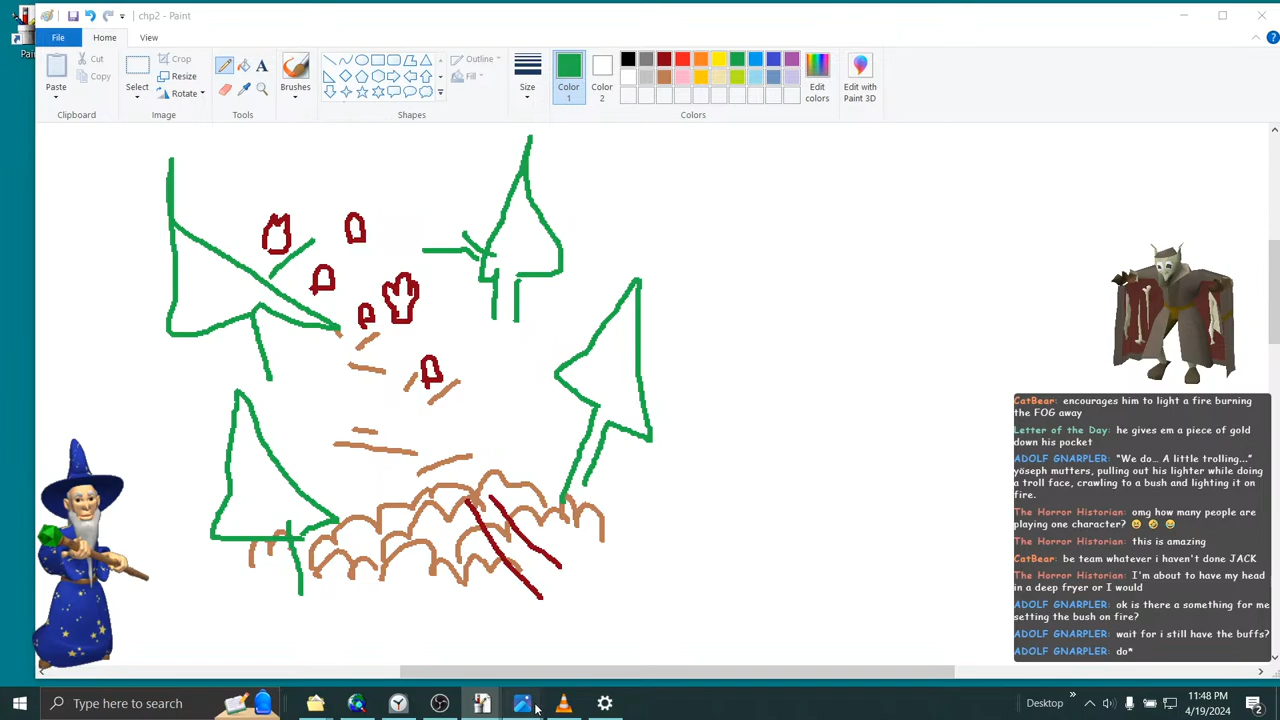 chp2 - Paint
File
Home
View
Paste
Cut
Copy
Clipboard
Select
Crop
Resize
Rotate
Image
A
Tools
Brushes
Outline
Fill
Shapes
Size
Color
1
Color
2
Edit
colors
Edit with
Paint 3D
Colors
Pain
CatBear: encourages him to light a fire burning
the FOG away
Letter of the Day: he gives em a piece of gold
down his pocket
ADOLF GNARPLER: "We do… A little trolling…"
yöseph mutters, pulling out his lighter while doing
a troll face, crawling to a bush and lighting it on
fire.
The Horror Historian: omg how many people are
playing one character?
The Horror Historian: this is amazing
CatBear: be team whatever i haven't done JACK
The Horror Historian: I'm about to have my head
in a deep fryer or I would
ADOLF GNARPLER: ok is there a something for me
setting the bush on fire?
ADOLF GNARPLER: wait for i still have the buffs?
ADOLF GNARPLER: do*
Type here to search
Desktop
11:48 PM
4/19/2024
2